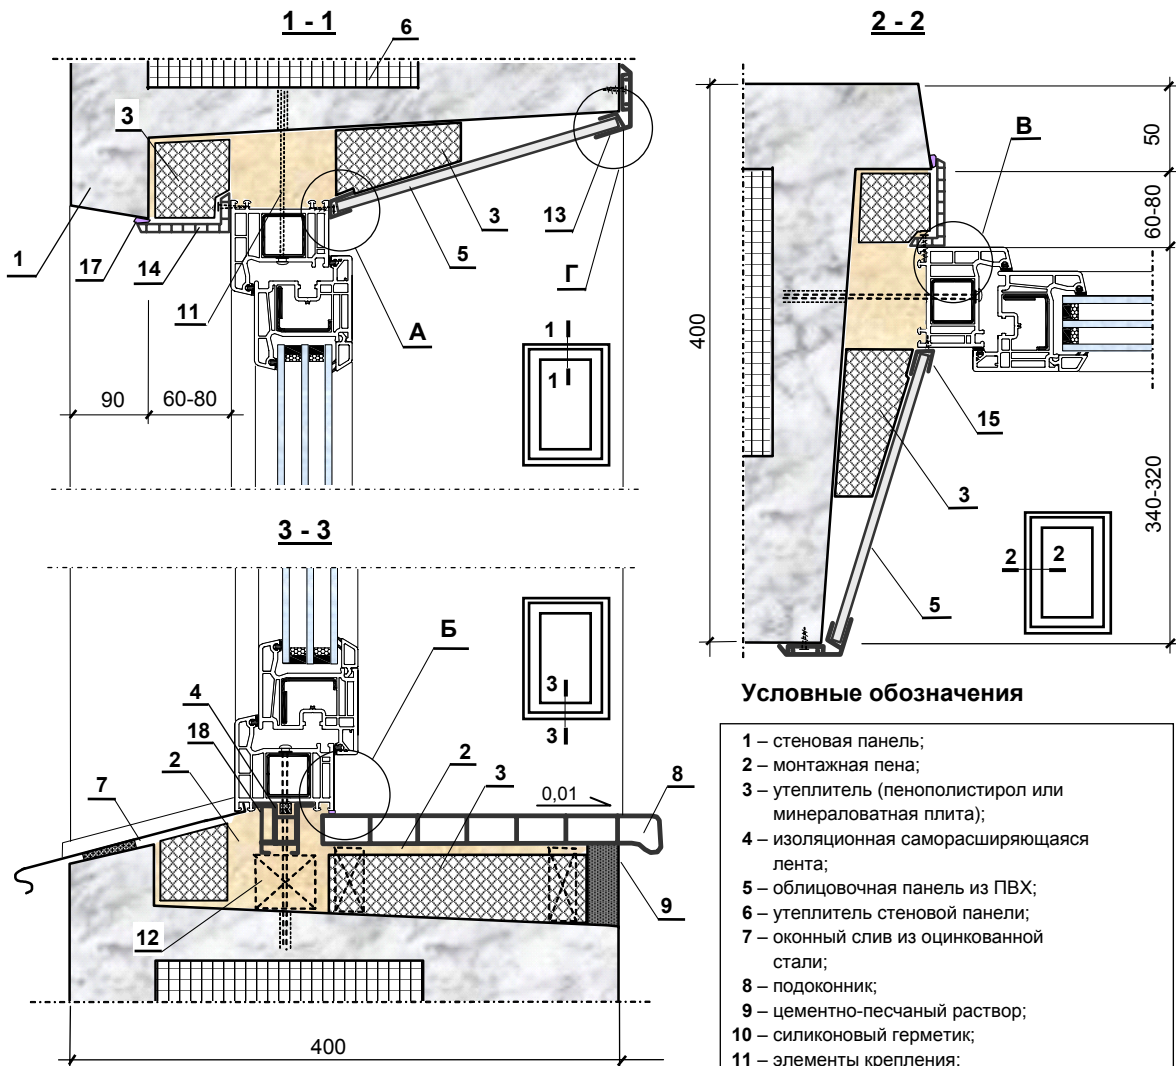 1 - 1
6
3
1
17
14
11
А
5
3
13
Г
90
60-80
1
1
2 - 2
В
50
60-80
400
15
3
340-320
2
2
5
3 - 3
Б
4
18
2
7
2
3
8
0,01
3
3
12
9
400
Условные обозначения
1 – стеновая панель;
2 – монтажная пена;
3 – утеплитель (пенополистирол или
минераловатная плита);
4 – изоляционная саморасширяющаяся
лента;
5 – облицовочная панель из ПВХ;
6 – утеплитель стеновой панели;
7 – оконный слив из оцинкованной
стали;
8 – подоконник;
9 – цементно-песчаный раствор;
10 – силиконовый герметик;
11 – элементы крепления;